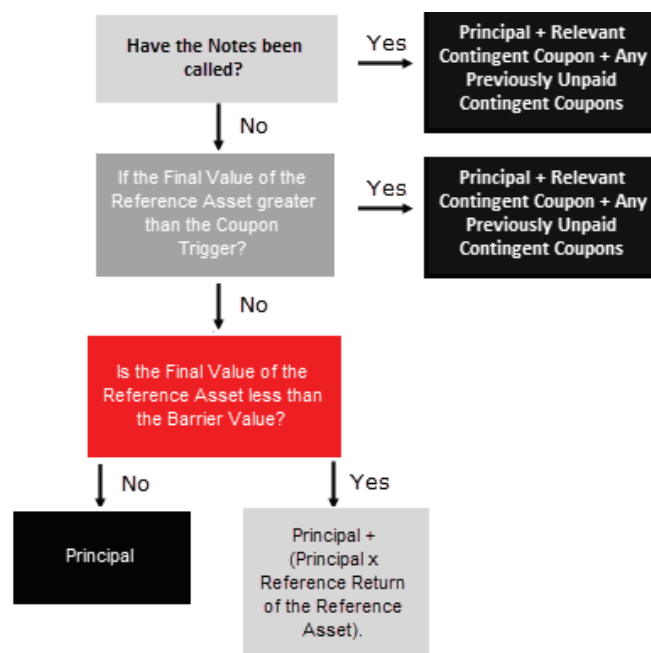 Have the Notes been
called?
Yes
Principal + Relevant
Contingent Coupon + Any
Previously Unpaid
Contingent Coupons
No
If the Final Value of the
Reference Asset greater
than the Coupon
Trigger?
Yes
Principal + Relevant
Contingent Coupon + Any
Previously Unpaid
Contingent Coupons
No
Is the Final Value of the
Reference Asset less than
the Barrier Value?
No
Yes
Principal
Principal +
(Principal x
Reference Return
of the Reference
Asset).